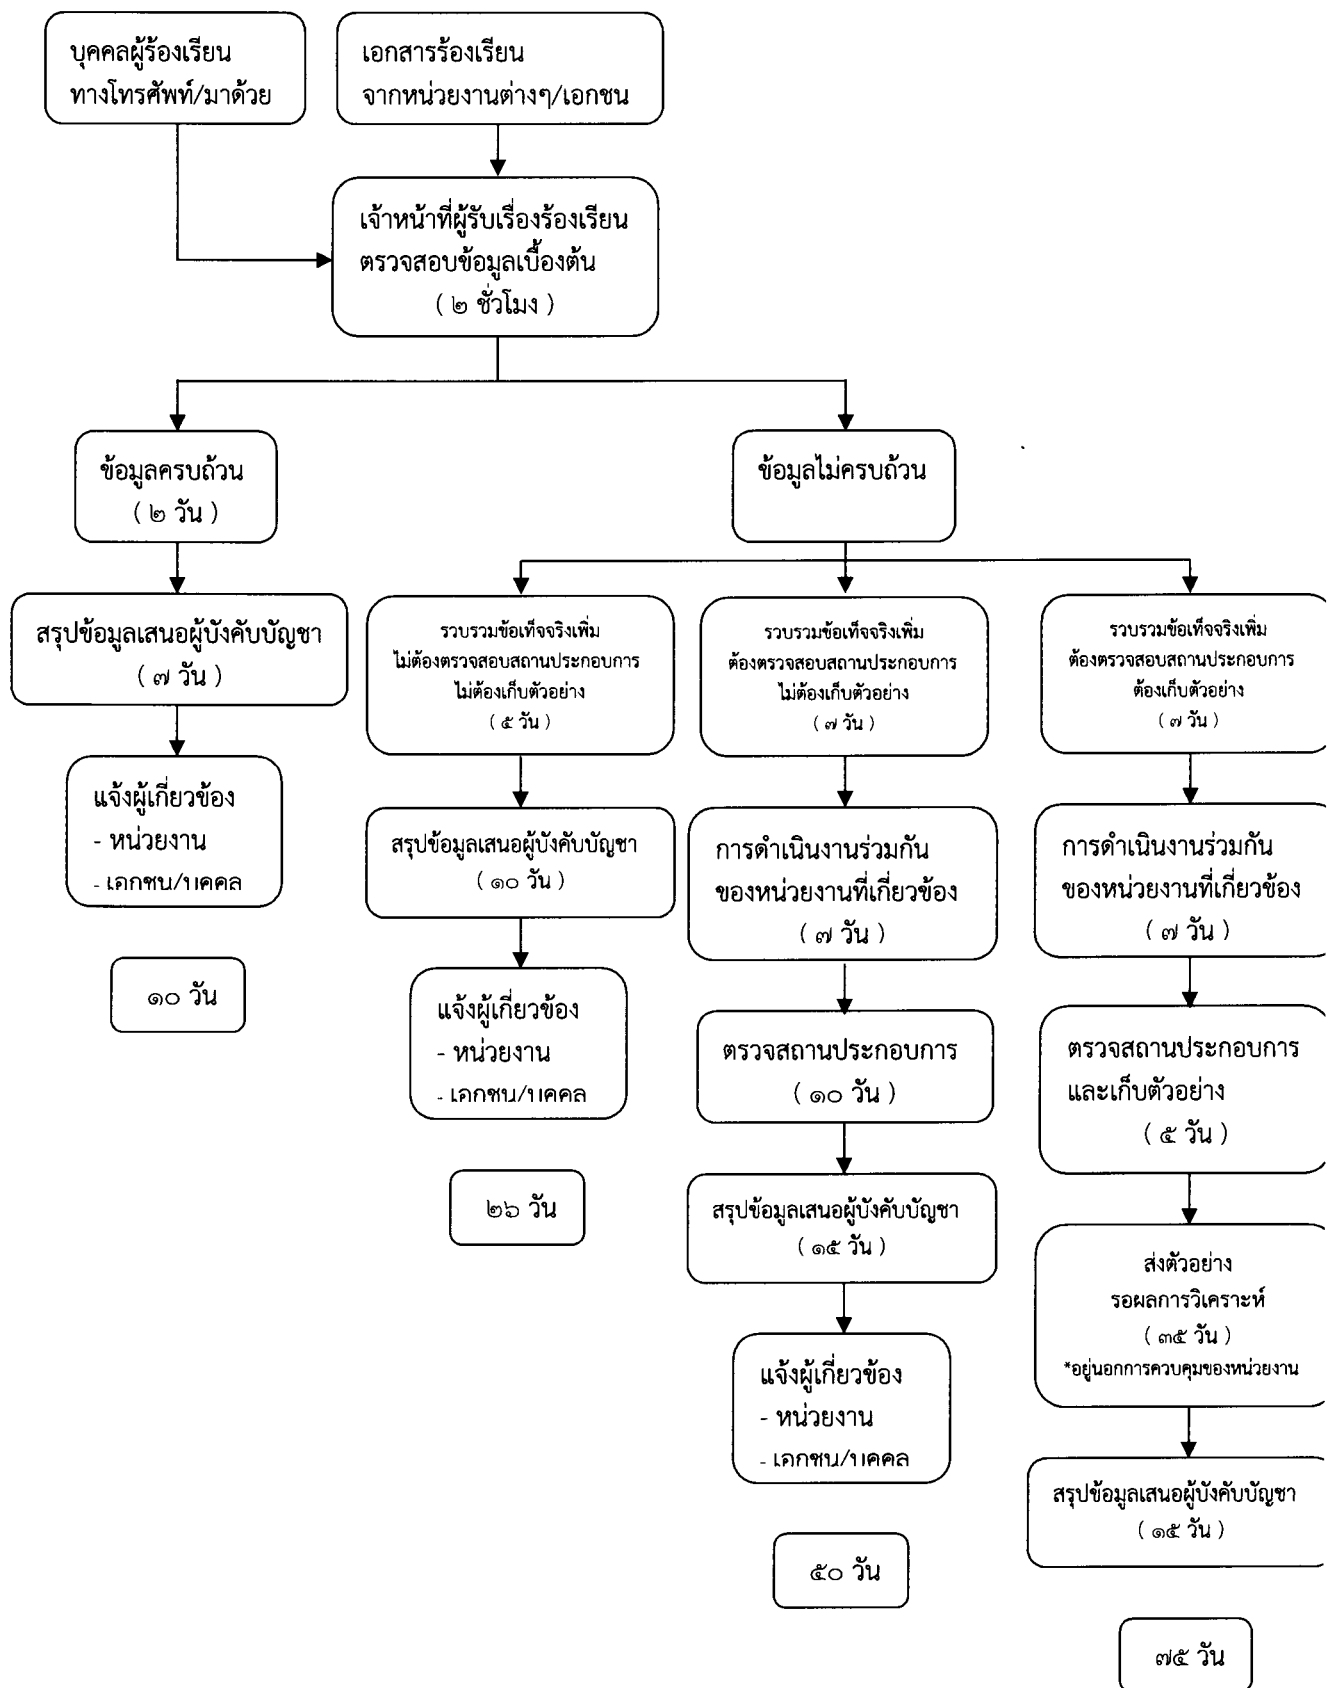 บุคคลผู้ร้องเรียน
ทางโทรศัพท์/มาด้วย
เอกสารร้องเรียน
จากหน่วยงานต่างๆ/เอกชน
เจ้าหน้าที่ผู้รับเรื่องร้องเรียน
ตรวจสอบข้อมูลเบื้องต้น
( ๒ ชั่วโมง )
ข้อมูลครบถ้วน
( ๒ วัน )
ข้อมูลไม่ครบถ้วน
สรุปข้อมูลเสนอผู้บังคับบัญชา
( ๗ วัน )
แจ้งผู้เกี่ยวข้อง
- หน่วยงาน
- เอกชน/บุคคล
๑๐ วัน
รวบรวมข้อเท็จจริงเพิ่ม
ไม่ต้องตรวจสอบสถานประกอบการ
ไม่ต้องเก็บตัวอย่าง
( ๕ วัน )
สรุปข้อมูลเสนอผู้บังคับบัญชา
( ๑๐ วัน )
แจ้งผู้เกี่ยวข้อง
- หน่วยงาน
- เอกชน/บุคคล
๒๖ วัน
รวบรวมข้อเท็จจริงเพิ่ม
ต้องตรวจสอบสถานประกอบการ
ไม่ต้องเก็บตัวอย่าง
( ๗ วัน )
การดำเนินงานร่วมกัน
ของหน่วยงานที่เกี่ยวข้อง
( ๗ วัน )
ตรวจสถานประกอบการ
( ๑๐ วัน )
สรุปข้อมูลเสนอผู้บังคับบัญชา
( ๑๕ วัน )
แจ้งผู้เกี่ยวข้อง
- หน่วยงาน
- เอกชน/บุคคล
๕๐ วัน
รวบรวมข้อเท็จจริงเพิ่ม
ต้องตรวจสอบสถานประกอบการ
ต้องเก็บตัวอย่าง
( ๗ วัน )
การดำเนินงานร่วมกัน
ของหน่วยงานที่เกี่ยวข้อง
( ๗ วัน )
ตรวจสถานประกอบการ
และเก็บตัวอย่าง
( ๕ วัน )
ส่งตัวอย่าง
รอผลการวิเคราะห์
( ๓๕ วัน )
*อยู่นอกการควบคุมของหน่วยงาน
สรุปข้อมูลเสนอผู้บังคับบัญชา
( ๑๕ วัน )
๗๕ วัน